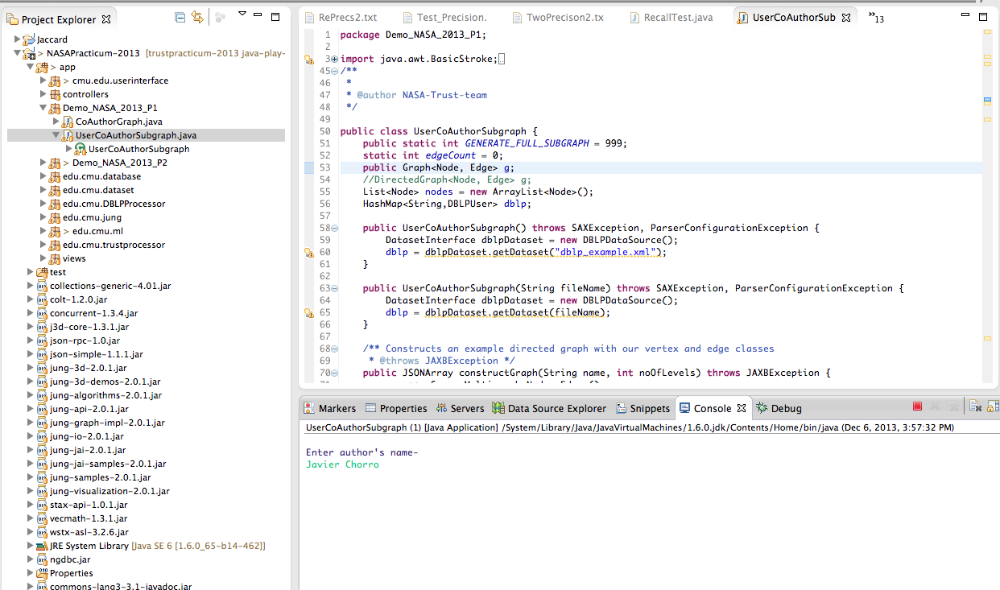 Project Explorer
Jaccard
> NASAPracticum-2013 [trustpracticum-2013 java-play-
> app
> cmu.edu.userinterface
controllers
Demo_NASA_2013_P1
CoAuthorGraph.java
UserCoAuthorSubgraph.java
UserCoAuthorSubgraph
> Demo_NASA_2013_P2
edu.cmu.database
edu.cmu.dataset
edu.cmu.DBLPProcessor
edu.cmu.jung
> edu.cmu.ml
edu.cmu.trustprocessor
views
test
collections-generic-4.01.jar
colt-1.2.0.jar
concurrent-1.3.4.jar
j3d-core-1.3.1.jar
json-rpc-1.0.jar
json-simple-1.1.1.jar
jung-3d-2.0.1.jar
jung-3d-demos-2.0.1.jar
jung-algorithms-2.0.1.jar
jung-api-2.0.1.jar
jung-graph-impl-2.0.1.jar
jung-io-2.0.1.jar
jung-jai-2.0.1.jar
jung-jai-samples-2.0.1.jar
jung-samples-2.0.1.jar
jung-visualization-2.0.1.jar
stax-api-1.0.1.jar
vecmath-1.3.1.jar
wstx-asl-3.2.6.jar
JRE System Library [Java SE 6 [1.6.0_65-b14-462]]
ngdbc.jar
Properties
commons-lang3-3.1-javadoc.jar
RePrecs2.txt Test_Precision. TwoPrecison2.tx RecallTest.java UserCoAuthorSub »13
1 package Demo_NASA_2013_P1;
2
3 import java.awt.BasicStroke;
45 /**
46 *
47 * @author NASA-Trust-team
48 */
49
50 public class UserCoAuthorSubgraph {
51 public static int GENERATE_FULL_SUBGRAPH = 999;
52 static int edgeCount = 0;
53 public Graph<Node, Edge> g;
54 //DirectedGraph<Node, Edge> g;
55 List<Node> nodes = new ArrayList<Node>();
56 HashMap<String,DBLPUser> dblp;
57
58 public UserCoAuthorSubgraph() throws SAXException, ParserConfigurationException {
59 DatasetInterface dblpDataset = new DBLPDataSource();
60 dblp = dblpDataset.getDataset("dblp_example.xml");
61 }
62
63 public UserCoAuthorSubgraph(String fileName) throws SAXException, ParserConfigurationException {
64 DatasetInterface dblpDataset = new DBLPDataSource();
65 dblp = dblpDataset.getDataset(fileName);
66 }
67
68 /** Constructs an example directed graph with our vertex and edge classes
69 * @throws JAXBException */
70 public JSONArray constructGraph(String name, int noOfLevels) throws JAXBException {
Markers Properties Servers Data Source Explorer Snippets Console Debug
UserCoAuthorSubgraph (1) [Java Application] /System/Library/Java/JavaVirtualMachines/1.6.0.jdk/Contents/Home/bin/java (Dec 6, 2013, 3:57:32 PM)
Enter author's name-
Javier Chorro